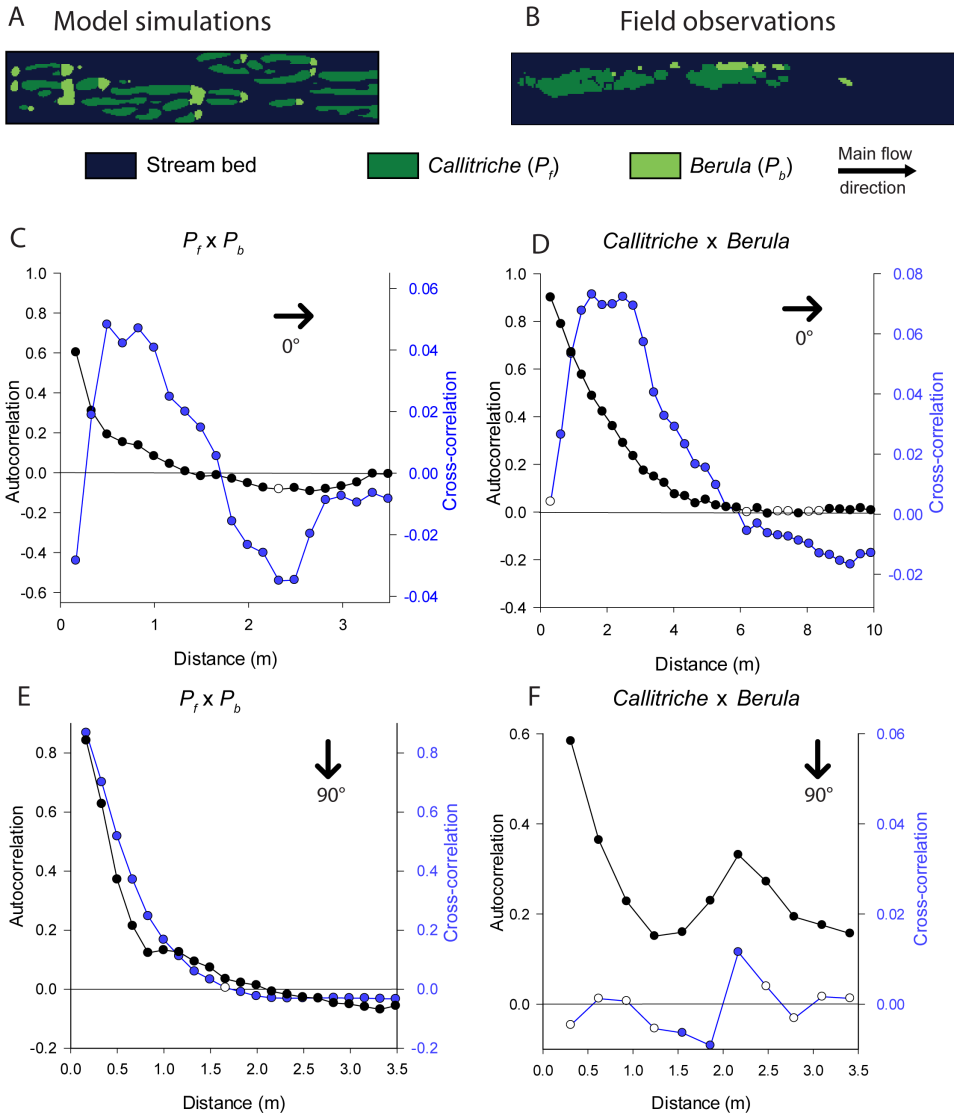 A Model simulations
B Field observations
Stream bed
Callitriche (Pf)
Berula (Pb)
Main flow
direction
C
Pf x Pb
1.0
0.8
0.6
0.4
0.2
0.0
-0.2
-0.4
-0.6
Autocorrelation
0.06
0.04
0.02
0.00
-0.02
-0.04
Cross-correlation
0°
0 1 2 3
Distance (m)
D
Callitriche x Berula
1.0
0.8
0.6
0.4
0.2
0.0
-0.2
-0.4
Autocorrelation
0.08
0.06
0.04
0.02
0.00
-0.02
Cross-correlation
0°
0 2 4 6 8 10
Distance (m)
E
Pf x Pb
0.8
0.6
0.4
0.2
0.0
-0.2
Autocorrelation
0.8
0.6
0.4
0.2
0.0
-0.2
Cross-correlation
90°
0.0 0.5 1.0 1.5 2.0 2.5 3.0 3.5
Distance (m)
F
Callitriche x Berula
0.6
0.4
0.2
0.0
Autocorrelation
0.06
0.04
0.02
0.00
Cross-correlation
90°
0.0 0.5 1.0 1.5 2.0 2.5 3.0 3.5
Distance (m)